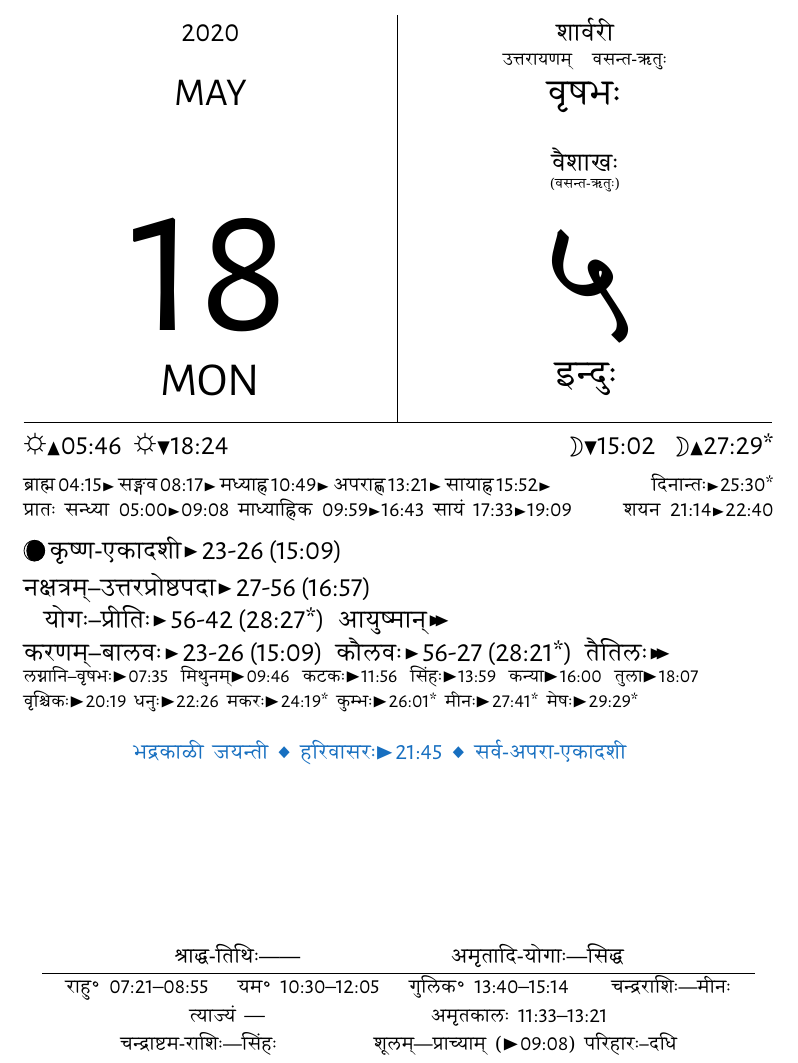 2020
MAY
18
MON
शार्वरी
उत्तरायणम् वसन्त-ऋतुः
वृषभः
वैशाखः
(वसन्त-ऋतुः)
५
इन्दुः
☼▲05:46 ☼▼18:24 ☽▼15:02 ☽▲27:29*
ब्राह्म 04:15► सङ्गव 08:17► मध्याह्न 10:49► अपराह्ण 13:21► सायाह्न 15:52► दिनान्तः►25:30*
प्रातः सन्ध्या 05:00►09:08 माध्याह्निक 09:59►16:43 सायं 17:33►19:09 शयन 21:14►22:40
कृष्ण-एकादशी►23-26 (15:09)
नक्षत्रम्–उत्तरप्रोष्ठपदा►27-56 (16:57)
योगः–प्रीतिः►56-42 (28:27*) आयुष्मान्►►
करणम्–बालवः►23-26 (15:09) कौलवः►56-27 (28:21*) तैतिलः►►
लग्नानि–वृषभः►07:35 मिथुनम्►09:46 कटकः►11:56 सिंहः►13:59 कन्या►16:00 तुला►18:07
वृश्चिकः►20:19 धनुः►22:26 मकरः►24:19* कुम्भः►26:01* मीनः►27:41* मेषः►29:29*
भद्रकाळी जयन्ती ◆ हरिवासरः►21:45 ◆ सर्व-अपरा-एकादशी
श्राद्ध-तिथिः—— अमृतादि-योगाः—सिद्ध
राहु॰ 07:21–08:55 यम॰ 10:30–12:05 गुलिक॰ 13:40–15:14 चन्द्रराशिः—मीनः
त्याज्यं — अमृतकालः 11:33–13:21
चन्द्राष्टम-राशिः—सिंहः शूलम्—प्राच्याम् (►09:08) परिहारः–दधि